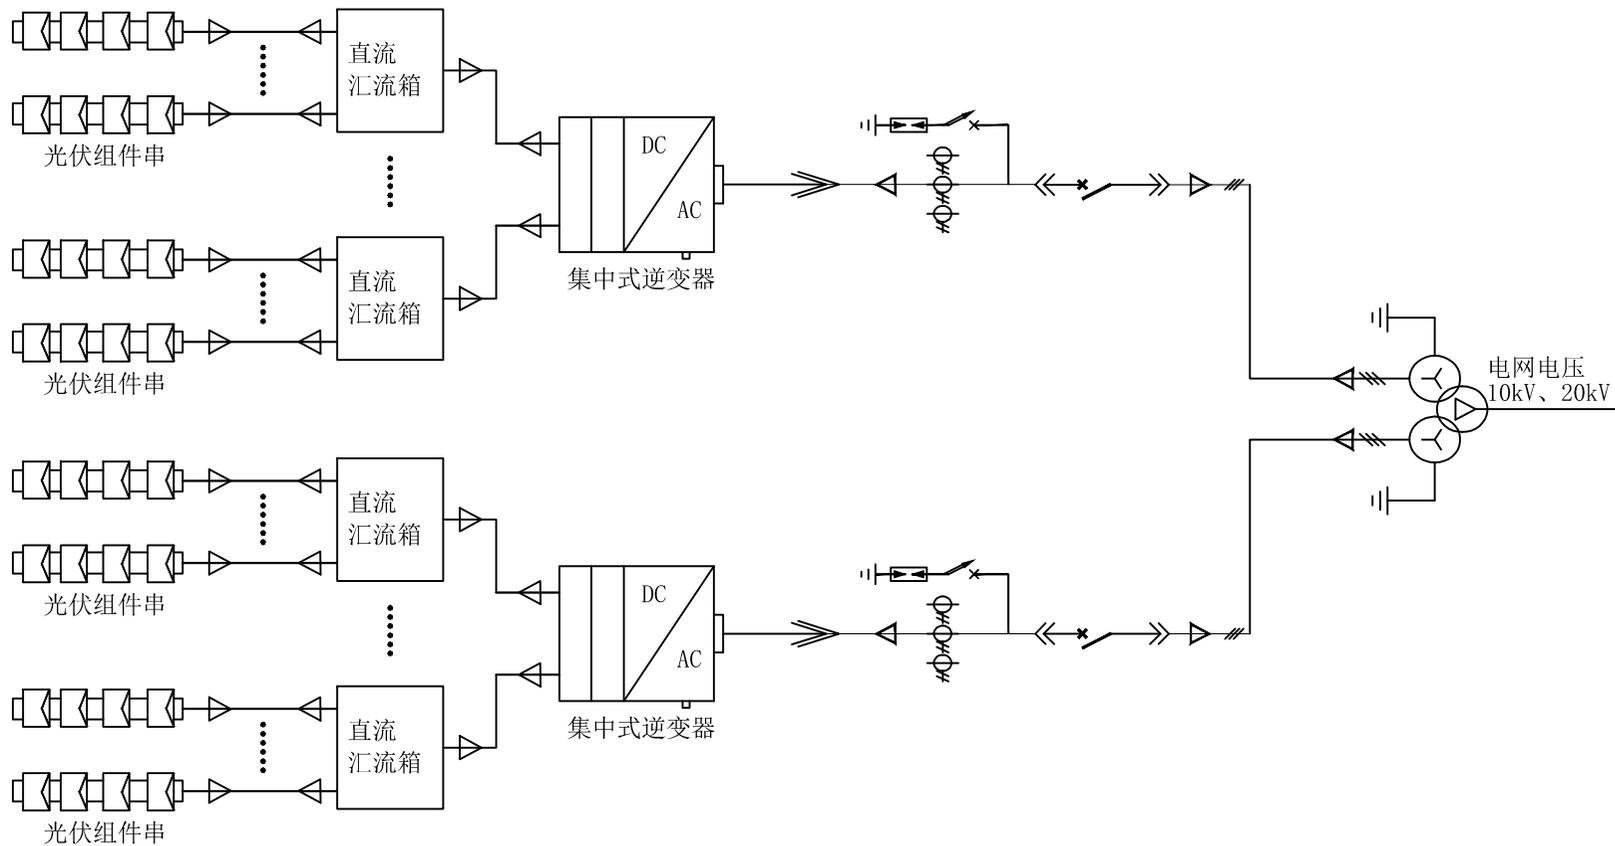 直流
汇流箱
光伏组件串
DC
AC
集中式逆变器
直流
汇流箱
光伏组件串
电网电压
10kV、20kV
直流
汇流箱
光伏组件串
DC
AC
集中式逆变器
直流
汇流箱
光伏组件串